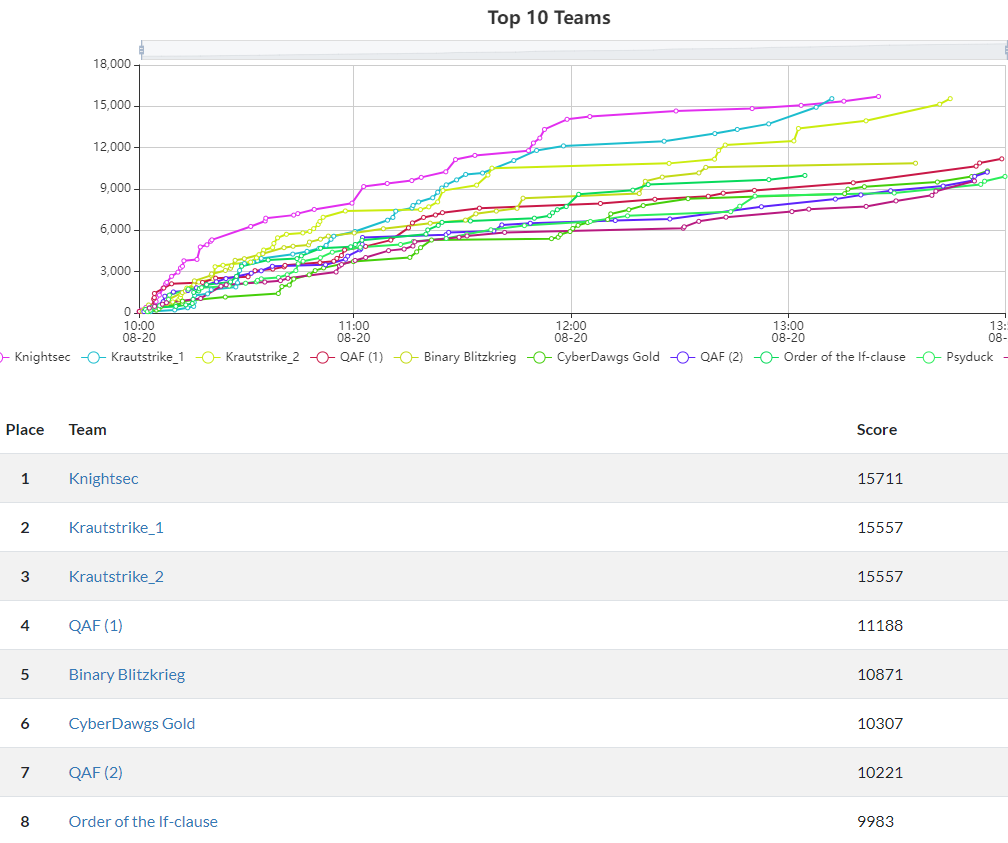 Top 10 Teams
18,000
15,000
12,000
9,000
6,000
3,000
0
10:00 11:00 12:00 13:00 13:
08-20 08-20 08-20 08-20 08-
Knightsec Krautstrike_1 Krautstrike_2 QAF (1) Binary Blitzkrieg CyberDawgs Gold QAF (2) Order of the If-clause Psyduck
Place Team Score
1 Knightsec 15711
2 Krautstrike_1 15557
3 Krautstrike_2 15557
4 QAF (1) 11188
5 Binary Blitzkrieg 10871
6 CyberDawgs Gold 10307
7 QAF (2) 10221
8 Order of the If-clause 9983